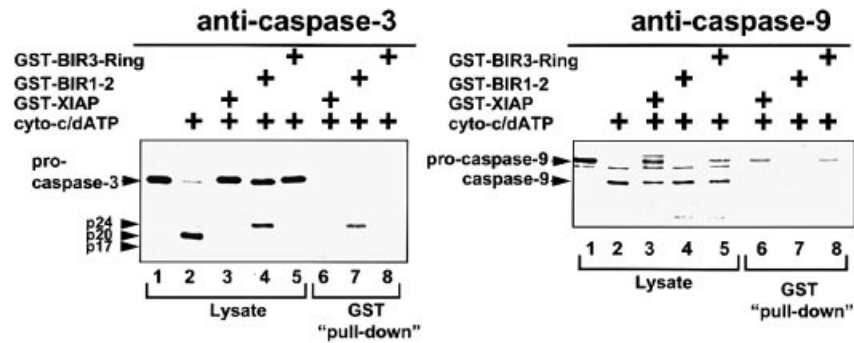 anti-caspase-3
GST-BIR3-Ring +   +
GST-BIR1-2 +   +
GST-XIAP +   +
cyto-c/dATP + + + + + + +
pro-
caspase-3
p24
p20
p17
1 2 3 4 5 6 7 8
Lysate
GST
“pull-down”
anti-caspase-9
GST-BIR3-Ring +   +
GST-BIR1-2 +   +
GST-XIAP +   +
cyto-c/dATP + + + + + + +
pro-caspase-9
caspase-9
1 2 3 4 5 6 7 8
Lysate
GST
“pull-down”